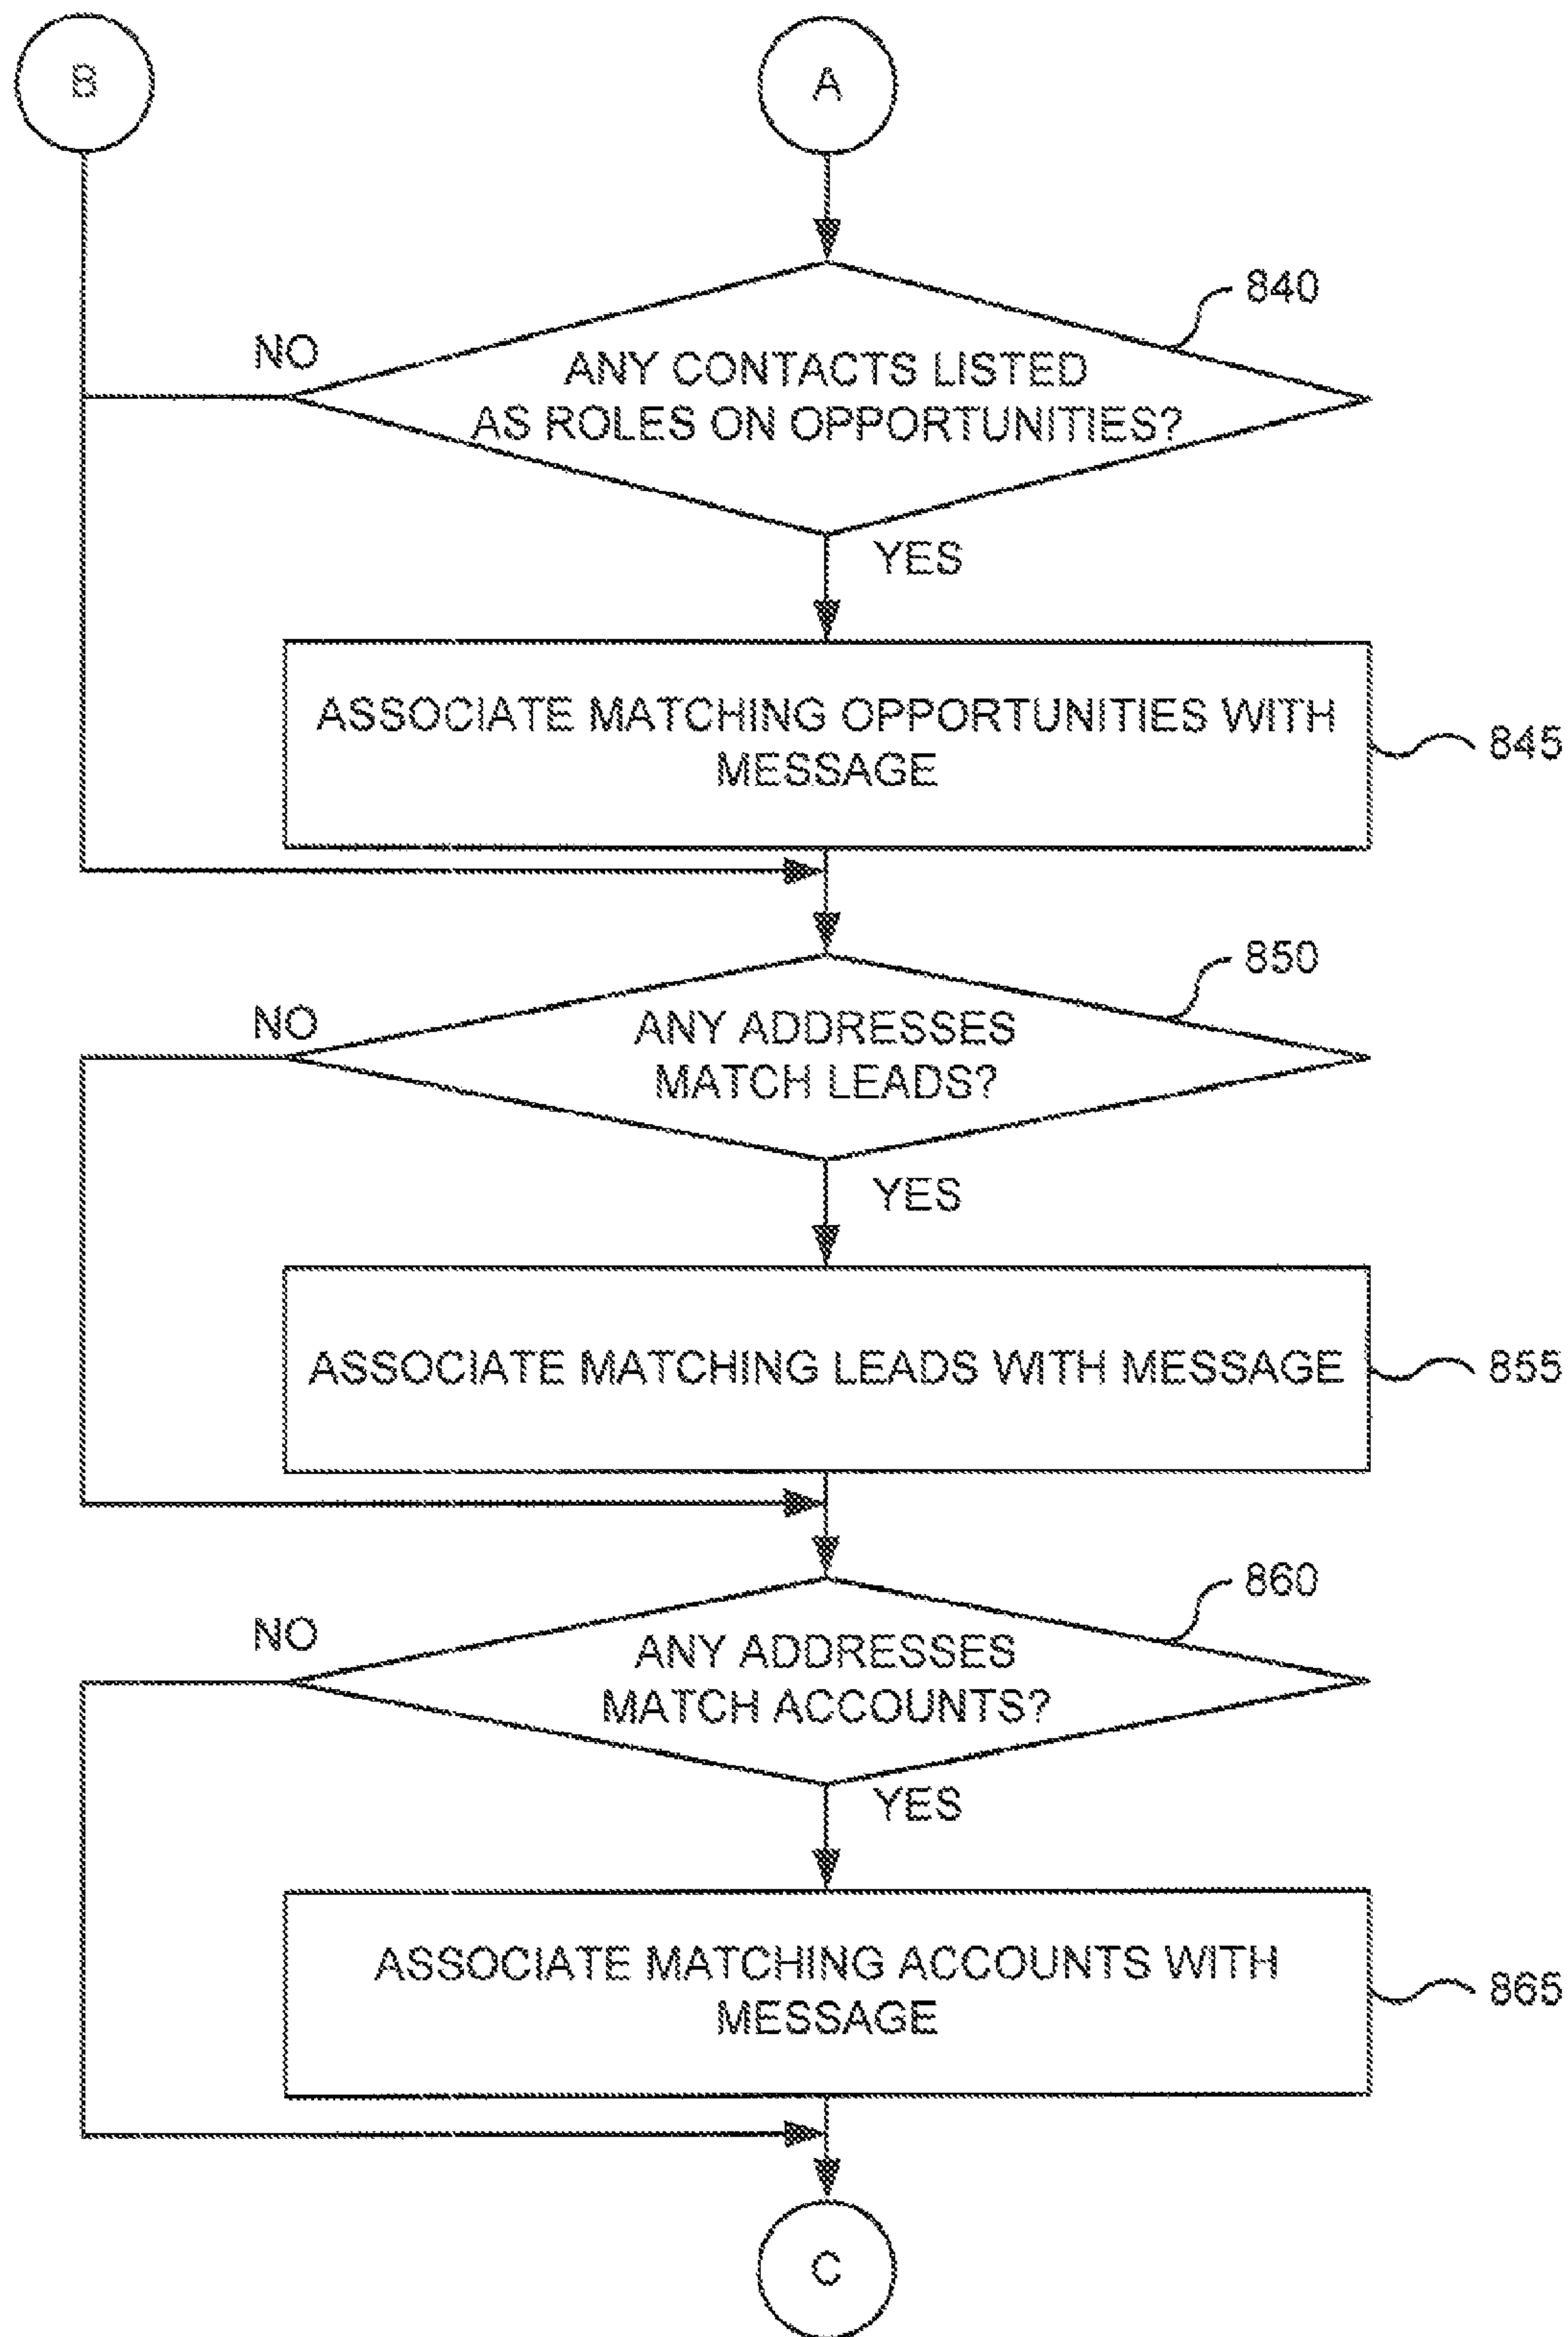 B
A
840
NO
ANY CONTACTS LISTED
AS ROLES ON OPPORTUNITIES?
YES
ASSOCIATE MATCHING OPPORTUNITIES WITH
MESSAGE
845
850
NO
ANY ADDRESSES
MATCH LEADS?
YES
ASSOCIATE MATCHING LEADS WITH MESSAGE
855
860
NO
ANY ADDRESSES
MATCH ACCOUNTS?
YES
ASSOCIATE MATCHING ACCOUNTS WITH
MESSAGE
865
C